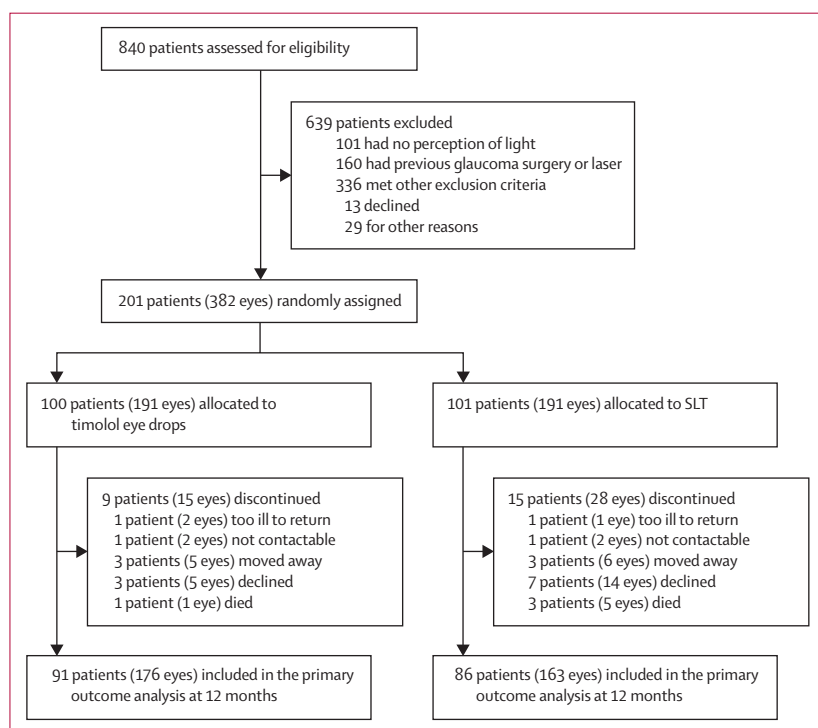 840 patients assessed for eligibility
639 patients excluded
101 had no perception of light
160 had previous glaucoma surgery or laser
336 met other exclusion criteria
13 declined
29 for other reasons
201 patients (382 eyes) randomly assigned
100 patients (191 eyes) allocated to
timolol eye drops
101 patients (191 eyes) allocated to SLT
9 patients (15 eyes) discontinued
1 patient (2 eyes) too ill to return
1 patient (2 eyes) not contactable
3 patients (5 eyes) moved away
3 patients (5 eyes) declined
1 patient (1 eye) died
15 patients (28 eyes) discontinued
1 patient (1 eye) too ill to return
1 patient (2 eyes) not contactable
3 patients (6 eyes) moved away
7 patients (14 eyes) declined
3 patients (5 eyes) died
91 patients (176 eyes) included in the primary
outcome analysis at 12 months
86 patients (163 eyes) included in the primary
outcome analysis at 12 months